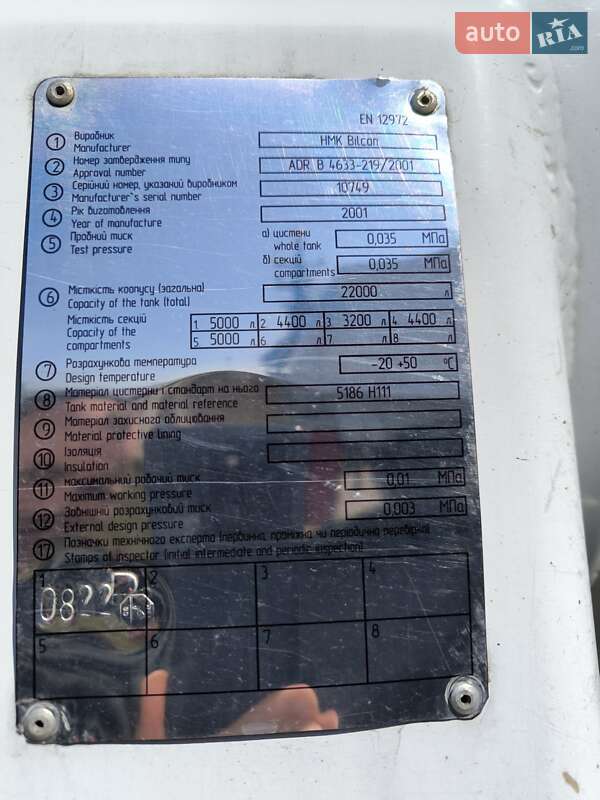 auto RIA .com
EN 12972
1 Виробник HMK Bilcon
Manufacturer
2 Номер затвердження типу ADR B 4633-219/2001
Approval number
3 Серійний номер, указаний виробником 10749
Manufacturer`s serial number
4 Рік виготовлення 2001
Year of manufacture
5 Пробний тиск а) цистени 0,035 МПа
Test pressure whole tank
б) секцій 0,035 МПа
compartments
6 Місткість корпусу (загальна) 22000 л
Capacity of the tank (total)
Місткість секцій 1 5000 л 2 4400 л 3 3200 л 4 4400 л
Capacity of the 5 5000 л 6 л 7 л 8 л
compartments
7 Розрахункова температура -20 +50 °C
Design temperature
8 Матеріал цистерни і стандарт на нього 5186 H111
Tank material and material reference
9 Матеріал захисного облицювання
Material protective lining
10 Ізоляція
Insulation
11 максимальний робочий тиск 0,01 МПа
Maximum working pressure
12 Зовнішній розрахунковий тиск 0,003 МПа
External design pressure
17 Позначки технічного експерта (первинна, проміжна чи періодична перевірка)
Stamps of inspector (initial intermediate and periodic inspection)
1 2 3 4
0822
5 6 7 8